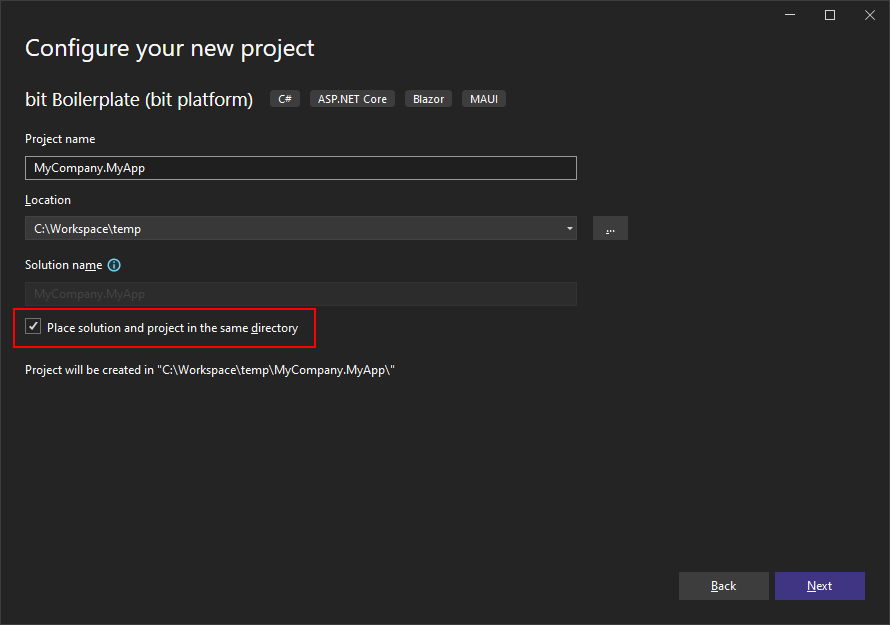 Configure your new project
bit Boilerplate (bit platform) C# ASP.NET Core Blazor MAUI
Project name
MyCompany.MyApp
Location
C:\Workspace\temp
...
Solution name
MyCompany.MyApp
Place solution and project in the same directory
Project will be created in "C:\Workspace\temp\MyCompany.MyApp\"
Back Next